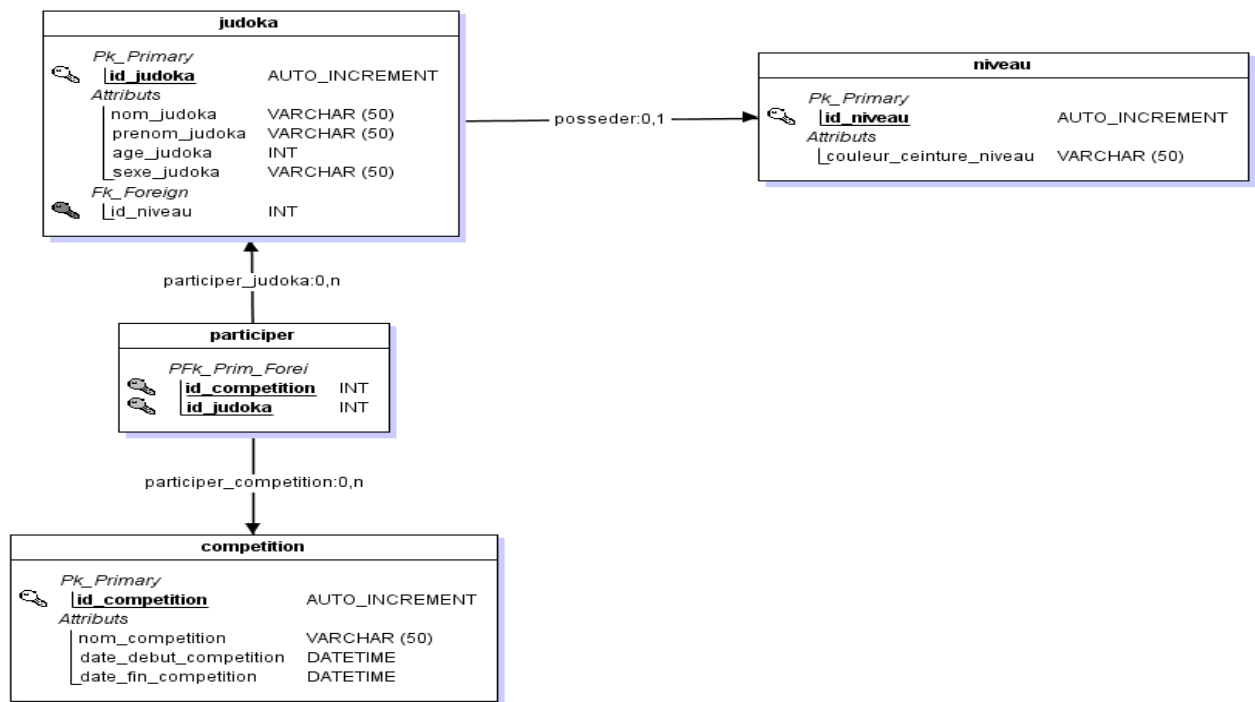 judoka
Pk_Primary
id_judoka AUTO_INCREMENT
Attributs
nom_judoka VARCHAR (50)
prenom_judoka VARCHAR (50)
age_judoka INT
sexe_judoka VARCHAR (50)
Fk_Foreign
id_niveau INT
posseder:0,1
niveau
Pk_Primary
id_niveau AUTO_INCREMENT
Attributs
couleur_ceinture_niveau VARCHAR (50)
participer_judoka:0,n
participer
PFk_Prim_Forei
id_competition INT
id_judoka INT
participer_competition:0,n
competition
Pk_Primary
id_competition AUTO_INCREMENT
Attributs
nom_competition VARCHAR (50)
date_debut_competition DATETIME
date_fin_competition DATETIME